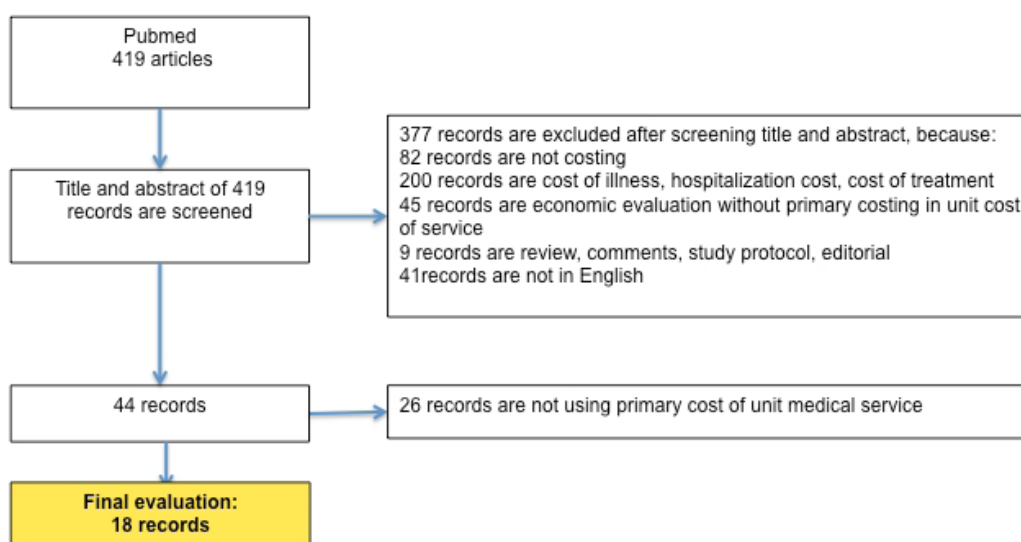 Pubmed
419 articles
Title and abstract of 419
records are screened
377 records are excluded after screening title and abstract, because:
82 records are not costing
200 records are cost of illness, hospitalization cost, cost of treatment
45 records are economic evaluation without primary costing in unit cost
of service
9 records are review, comments, study protocol, editorial
41records are not in English
44 records
26 records are not using primary cost of unit medical service
Final evaluation:
18 records